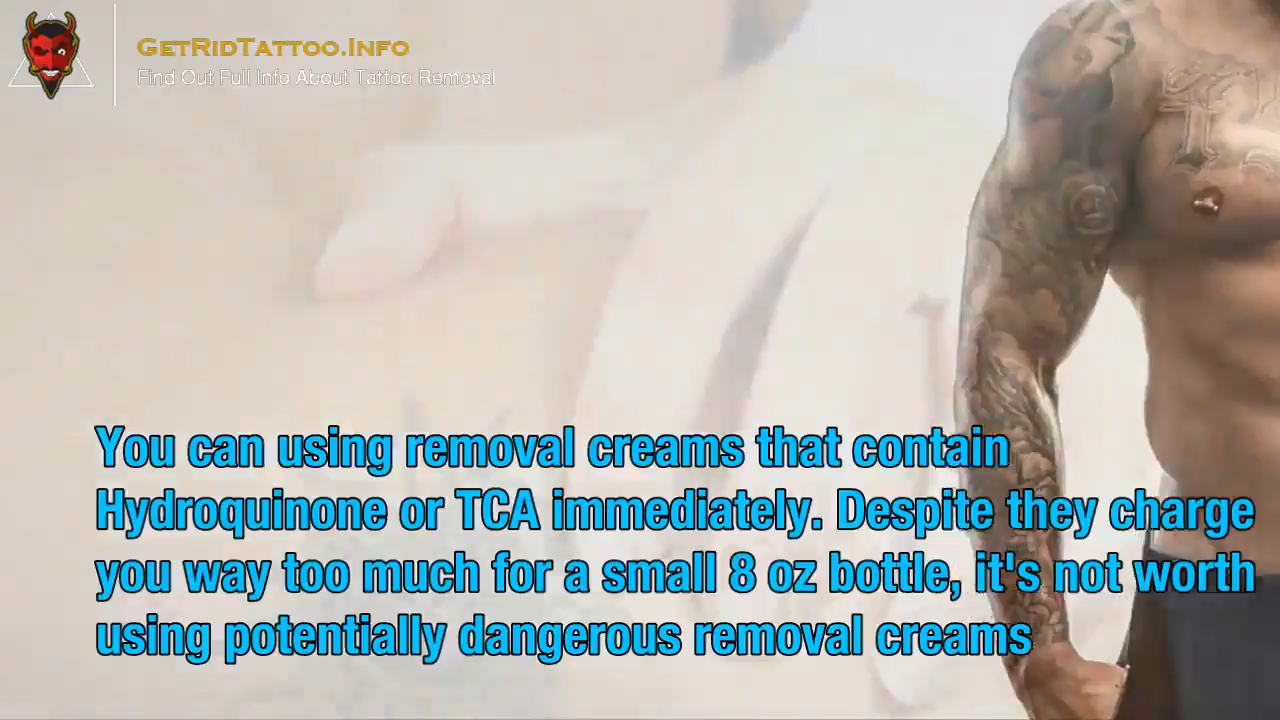 GetRidTattoo.Info
Find Out Full Info About Tattoo Removal
You can using removal creams that contain
Hydroquinone or TCA immediately. Despite they charge
you way too much for a small 8 oz bottle, it's not worth
using potentially dangerous removal creams